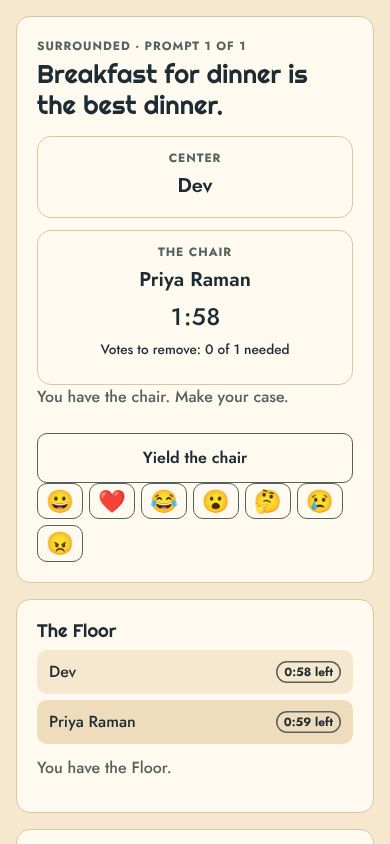 SURROUNDED · PROMPT 1 OF 1
Breakfast for dinner is
the best dinner.
CENTER
Dev
THE CHAIR
Priya Raman
1:58
Votes to remove: 0 of 1 needed
You have the chair. Make your case.
Yield the chair
The Floor
Dev
0:58 left
Priya Raman
0:59 left
You have the Floor.